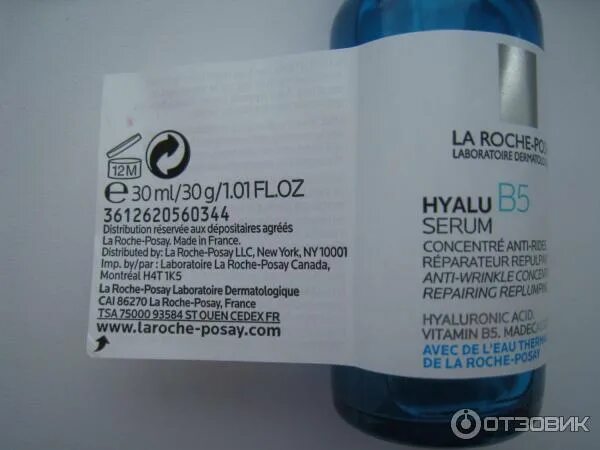 12M
℮ 30 ml/30 g/1.01 FL.OZ
3612620560344
Distribution réservée aux dépositaires agréés
La Roche-Posay. Made in France.
Distributed by: La Roche-Posay LLC, New York, NY 10001
Imp. by/par : Laboratoire La Roche-Posay Canada,
Montréal H4T 1K5
La Roche-Posay Laboratoire Dermatologique
CAI 86270 La Roche-Posay, France
TSA 75000 93584 ST OUEN CEDEX FR
www.laroche-posay.com
LA ROCHE-POS
LABORATOIRE DERMATOLO
HYALU B5
SERUM
CONCENTRÉ ANTI-RIDES
RÉPARATEUR REPULPAN
ANTI-WRINKLE CONCENT
REPAIRING REPLUMPING
HYALURONIC ACID.
VITAMIN B5. MADECAS
AVEC DE L'EAU THERMA
DE LA ROCHE-POSAY
ОТЗОВИК